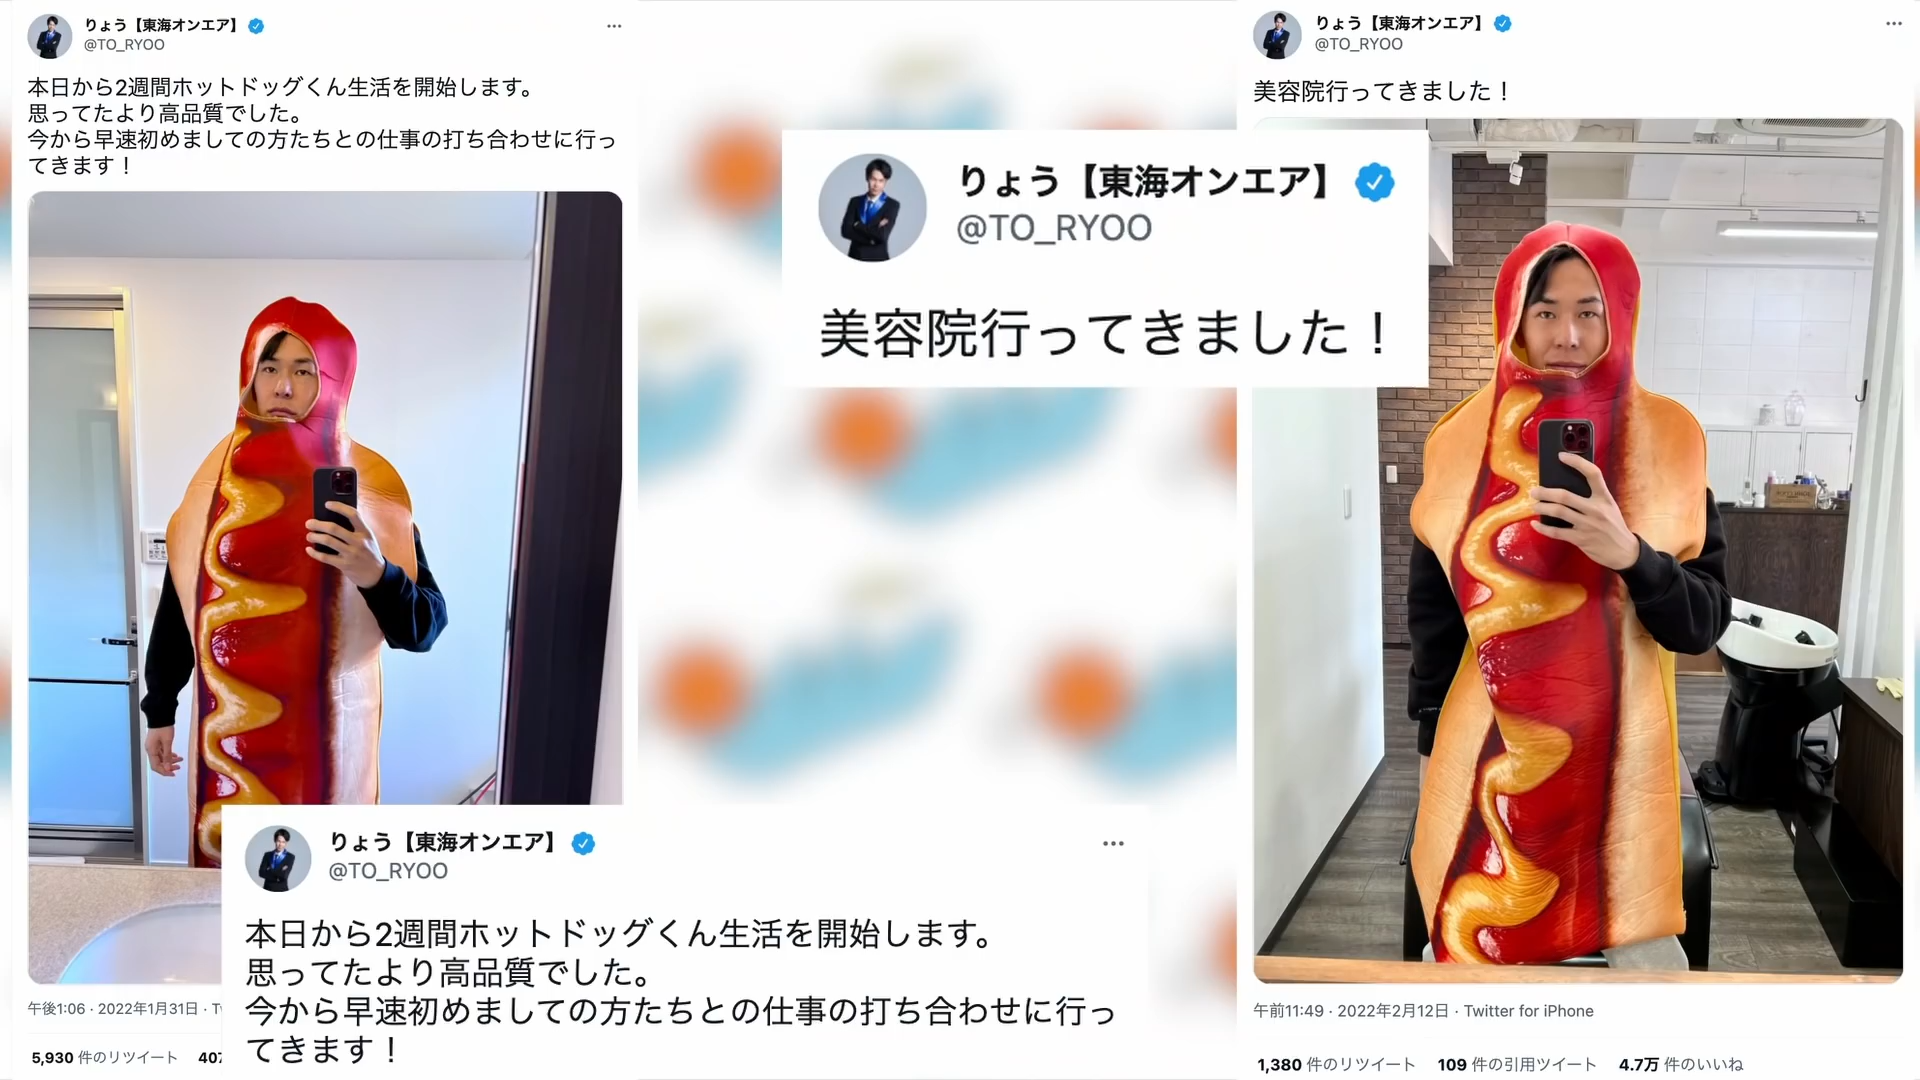 りょう【東海オンエア】
@TO_RYOO
本日から2週間ホットドッグくん生活を開始します。
思ってたより高品質でした。
今から早速初めましての方たちとの仕事の打ち合わせに行っ
てきます！
午後1:06 · 2022年1月31日 ·
5,930 件のリツイート 407
りょう【東海オンエア】
@TO_RYOO
美容院行ってきました！
りょう【東海オンエア】
@TO_RYOO
本日から2週間ホットドッグくん生活を開始します。
思ってたより高品質でした。
今から早速初めましての方たちとの仕事の打ち合わせに行っ
てきます！
りょう【東海オンエア】
@TO_RYOO
美容院行ってきました！
午前11:49 · 2022年2月12日 · Twitter for iPhone
1,380 件のリツイート 109 件の引用ツイート 4.7万 件のいいね